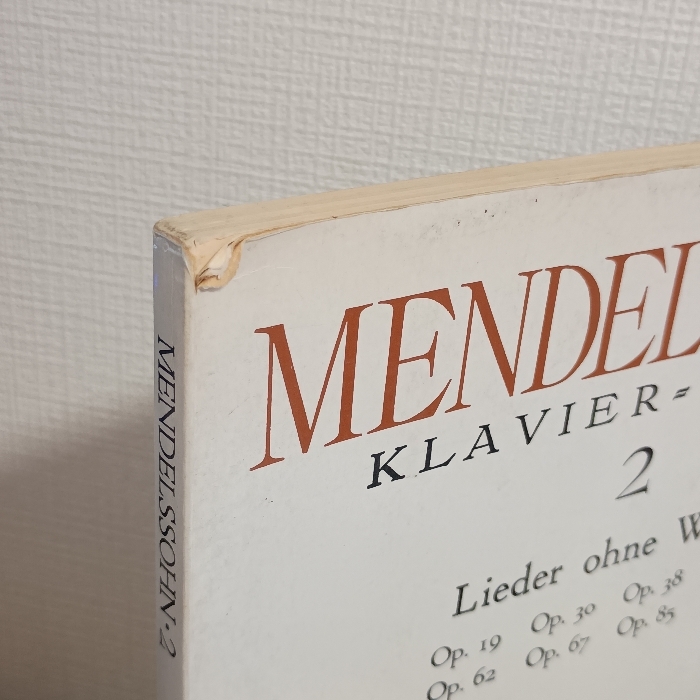 MENDEL
KLAVIER=
2
Lieder ohne W
Op. 19 Op. 30 Op. 38
Op. 62 Op. 67 Op. 85
MENDELSSOHN · 2